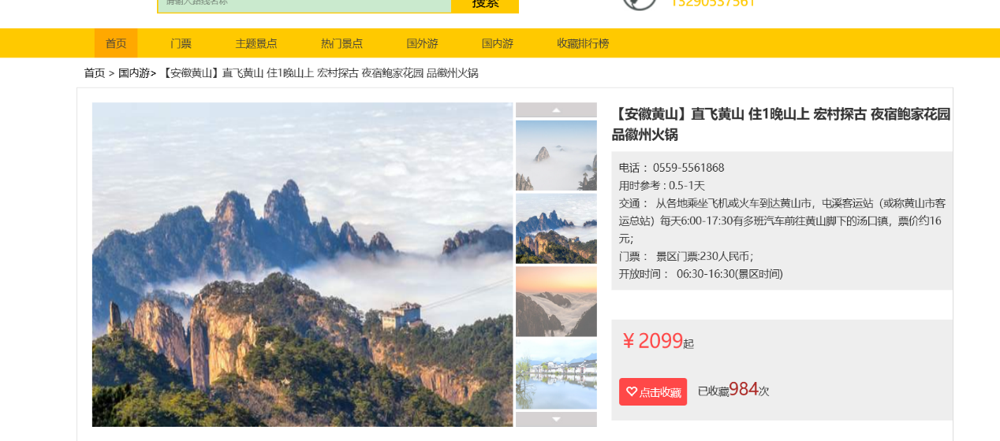 请输入路线名称
搜索
13290537561
首页 门票 主题景点 热门景点 国外游 国内游 收藏排行榜
首页 > 国内游> 【安徽黄山】直飞黄山 住1晚山上 宏村探古 夜宿鲍家花园 品徽州火锅
【安徽黄山】直飞黄山 住1晚山上 宏村探古 夜宿鲍家花园
品徽州火锅
电话 : 0559-5561868
用时参考 : 0.5-1天
交通 : 从各地乘坐飞机或火车到达黄山市，屯溪客运站（或称黄山市客
运总站）每天6:00-17:30有多班汽车前往黄山脚下的汤口镇，票价约16
元；
门票 : 景区门票:230人民币；
开放时间 : 06:30-16:30(景区时间)
¥ 2099起
点击收藏 已收藏984次